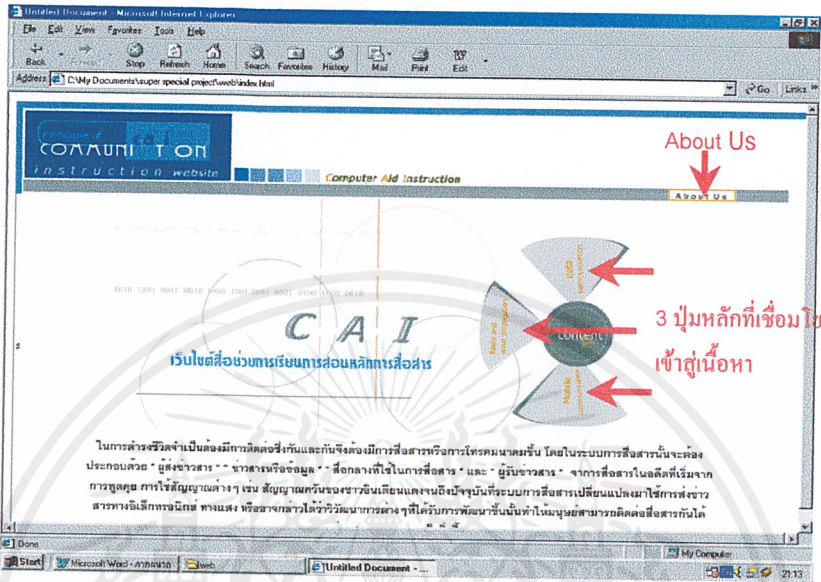 Untitled Document - Microsoft Internet Explorer
File Edit View Favorites Tools Help
Back Stop Refresh Home Search Favorites History Mail Print Edit
Address C:\My Documents\super special project\web\index.html Go Links »
Principle of
COMMUNI TION
cai
instruction website
Computer Aid Instruction
About Us
About Us
CAI
เว็บไซต์สื่อช่วยการเรียนการสอนหลักการสื่อสาร
Data
content
Mobile
3 ปุ่มหลักที่เชื่อมโย
เข้าสู่เนื้อหา
ในการดำรงชีวิตจำเป็นต้องมีการติดต่อซึ่งกันและกันจึงต้องมีการสื่อสารหรือการโทรคมนาคมขึ้น โดยในระบบการสื่อสารนั้นจะต้อง
ประกอบด้วย " ผู้ส่งข่าวสาร " " ข่าวสารหรือข้อมูล " " สื่อกลางที่ใช้ในการสื่อสาร " และ " ผู้รับข่าวสาร " จากการสื่อสารในอดีตที่เริ่มจาก
การพูดคุย การใช้สัญญาณต่างๆ เช่น สัญญาณควันของชาวอินเดียนแดงจนถึงปัจจุบันที่ระบบการสื่อสารเปลี่ยนแปลงมาใช้การส่งข่าว
สารทางอิเล็กทรอนิกส์ ทางแสง หรืออาจกล่าวได้ว่าวิวัฒนาการต่างๆที่ได้รับการพัฒนาขึ้นนั้นทำให้มนุษย์สามารถติดต่อสื่อสารกันได้
Done My Computer
Start Microsoft Word - ภาคผนวก web Untitled Document - ... 21:13